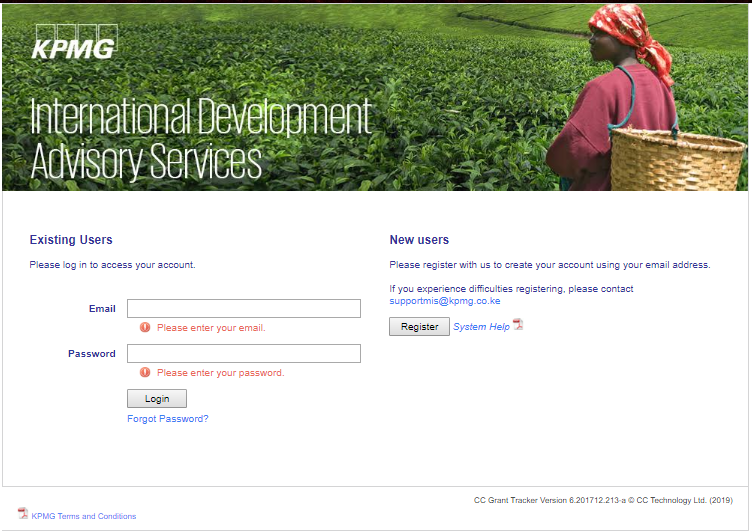 KPMG
International Development
Advisory Services
Existing Users
Please log in to access your account.
Email
Please enter your email.
Password
Please enter your password.
Login
Forgot Password?
New users
Please register with us to create your account using your email address.
If you experience difficulties registering, please contact
supportmis@kpmg.co.ke
Register System Help
CC Grant Tracker Version 6.201712.213-a © CC Technology Ltd. (2019)
KPMG Terms and Conditions